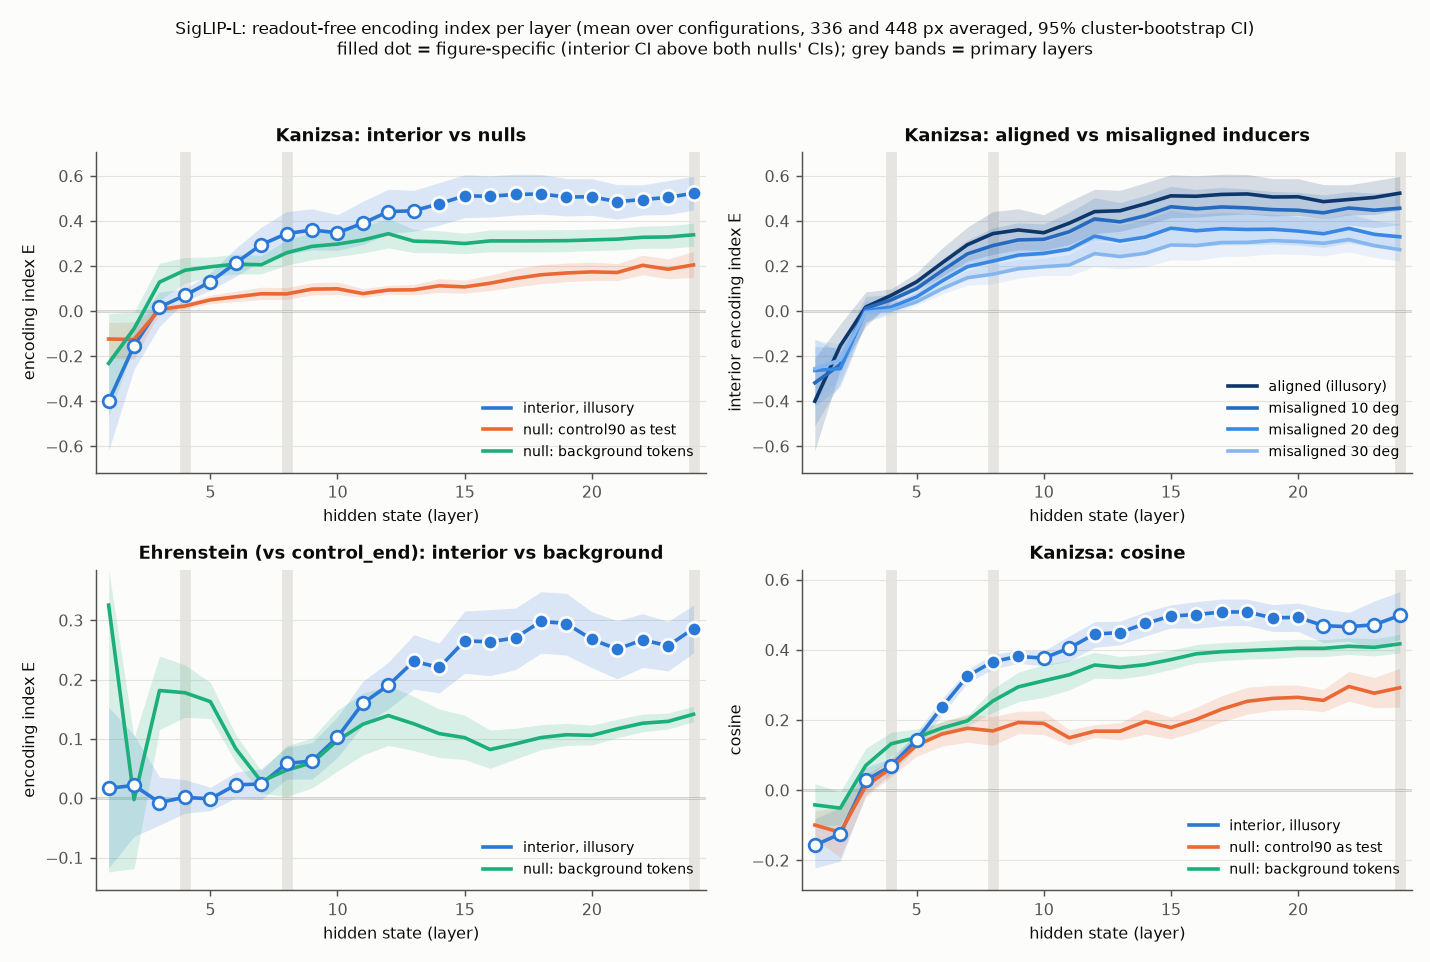 SigLIP-L: readout-free encoding index per layer (mean over configurations, 336 and 448 px averaged, 95% cluster-bootstrap CI)
filled dot = figure-specific (interior CI above both nulls' CIs); grey bands = primary layers
Kanizsa: interior vs nulls
encoding index E
0.6
0.4
0.2
0.0
−0.2
−0.4
−0.6
interior, illusory
null: control90 as test
null: background tokens
5
10
15
20
hidden state (layer)
Kanizsa: aligned vs misaligned inducers
interior encoding index E
0.6
0.4
0.2
0.0
−0.2
−0.4
−0.6
aligned (illusory)
misaligned 10 deg
misaligned 20 deg
misaligned 30 deg
5
10
15
20
hidden state (layer)
Ehrenstein (vs control_end): interior vs background
encoding index E
0.3
0.2
0.1
0.0
−0.1
interior, illusory
null: background tokens
5
10
15
20
hidden state (layer)
Kanizsa: cosine
cosine
0.6
0.4
0.2
0.0
−0.2
interior, illusory
null: control90 as test
null: background tokens
5
10
15
20
hidden state (layer)